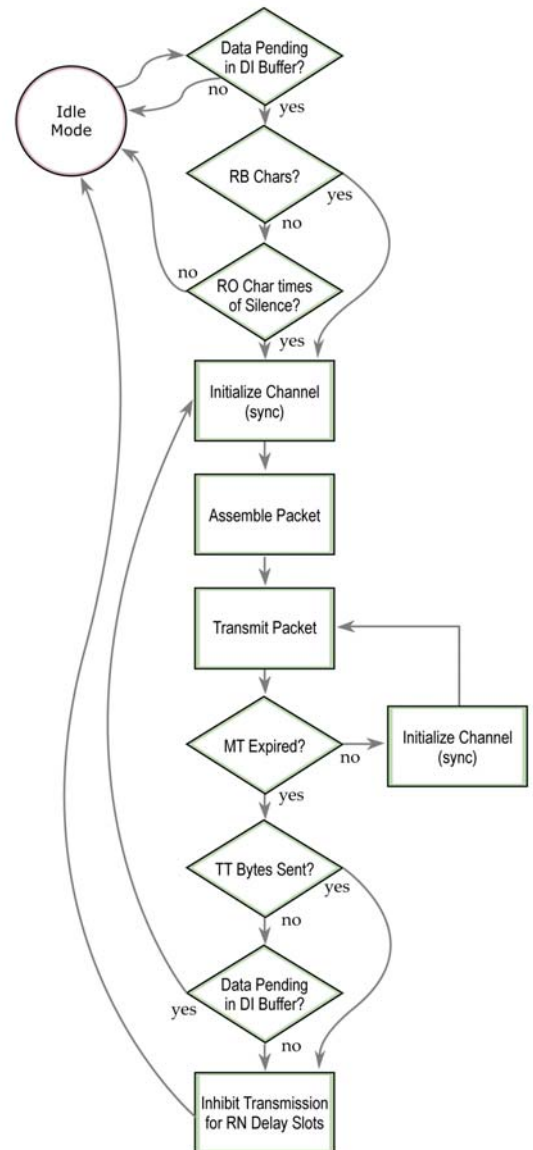 Data Pending
in DI Buffer?
no
yes
Idle
Mode
RB Chars?
yes
no
no
RO Char times
of Silence?
yes
Initialize Channel
(sync)
Assemble Packet
Transmit Packet
MT Expired?
no
Initialize Channel
(sync)
yes
TT Bytes Sent?
yes
no
Data Pending
in DI Buffer?
yes
no
Inhibit Transmission
for RN Delay Slots